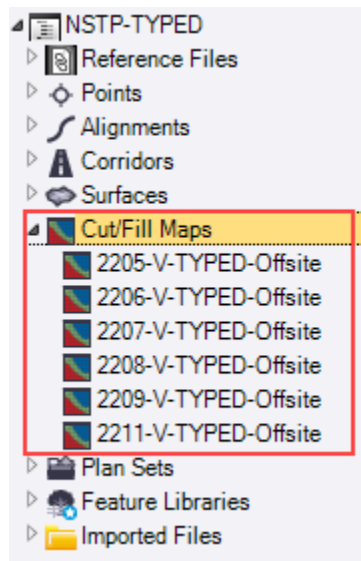 NSTP-TYPED
Reference Files
Points
Alignments
Corridors
Surfaces
Cut/Fill Maps
2205-V-TYPED-Offsite
2206-V-TYPED-Offsite
2207-V-TYPED-Offsite
2208-V-TYPED-Offsite
2209-V-TYPED-Offsite
2211-V-TYPED-Offsite
Plan Sets
Feature Libraries
Imported Files